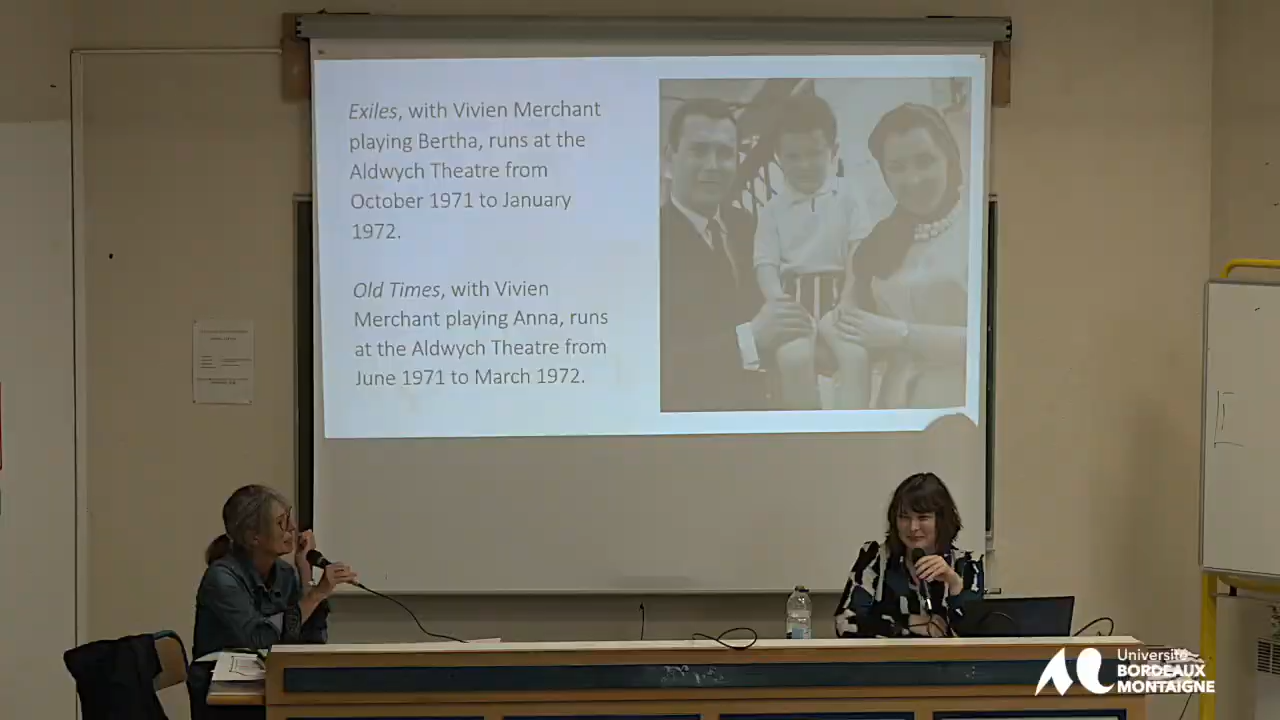 Exiles, with Vivien Merchant
playing Bertha, runs at the
Aldwych Theatre from
October 1971 to January
1972.
Old Times, with Vivien
Merchant playing Anna, runs
at the Aldwych Theatre from
June 1971 to March 1972.
Université
BORDEAUX
MONTAIGNE